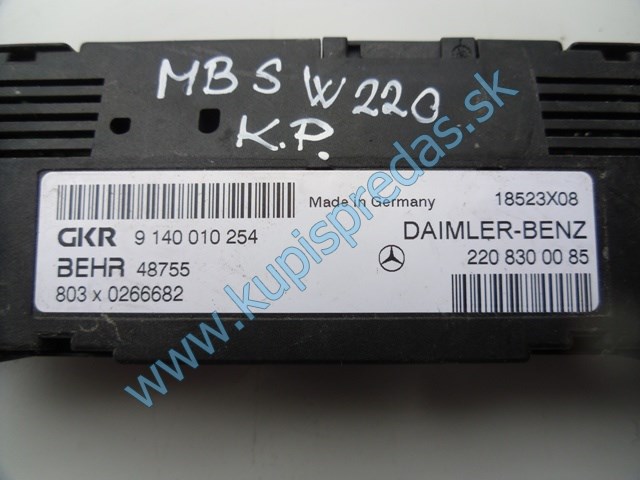 MB S W220
K.P.
Made In Germany 18523X08
GKR 9 140 010 254 DAIMLER-BENZ
BEHR 48755 220 830 00 85
803 x 0266682
www.kupispredas.sk